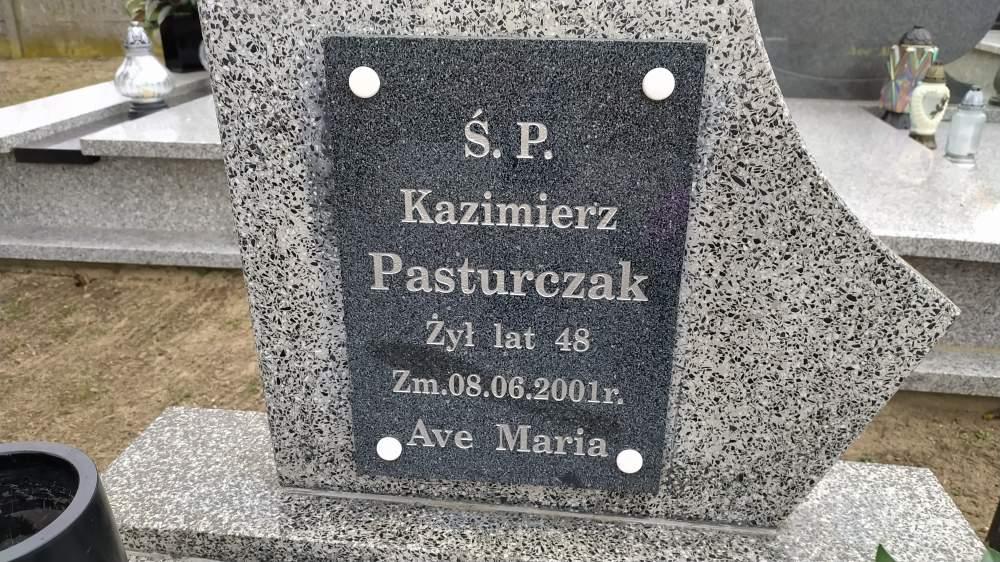 Ś. P.
Kazimierz
Pasturczak
Żył lat 48
Zm.08.06.2001r.
Ave Maria